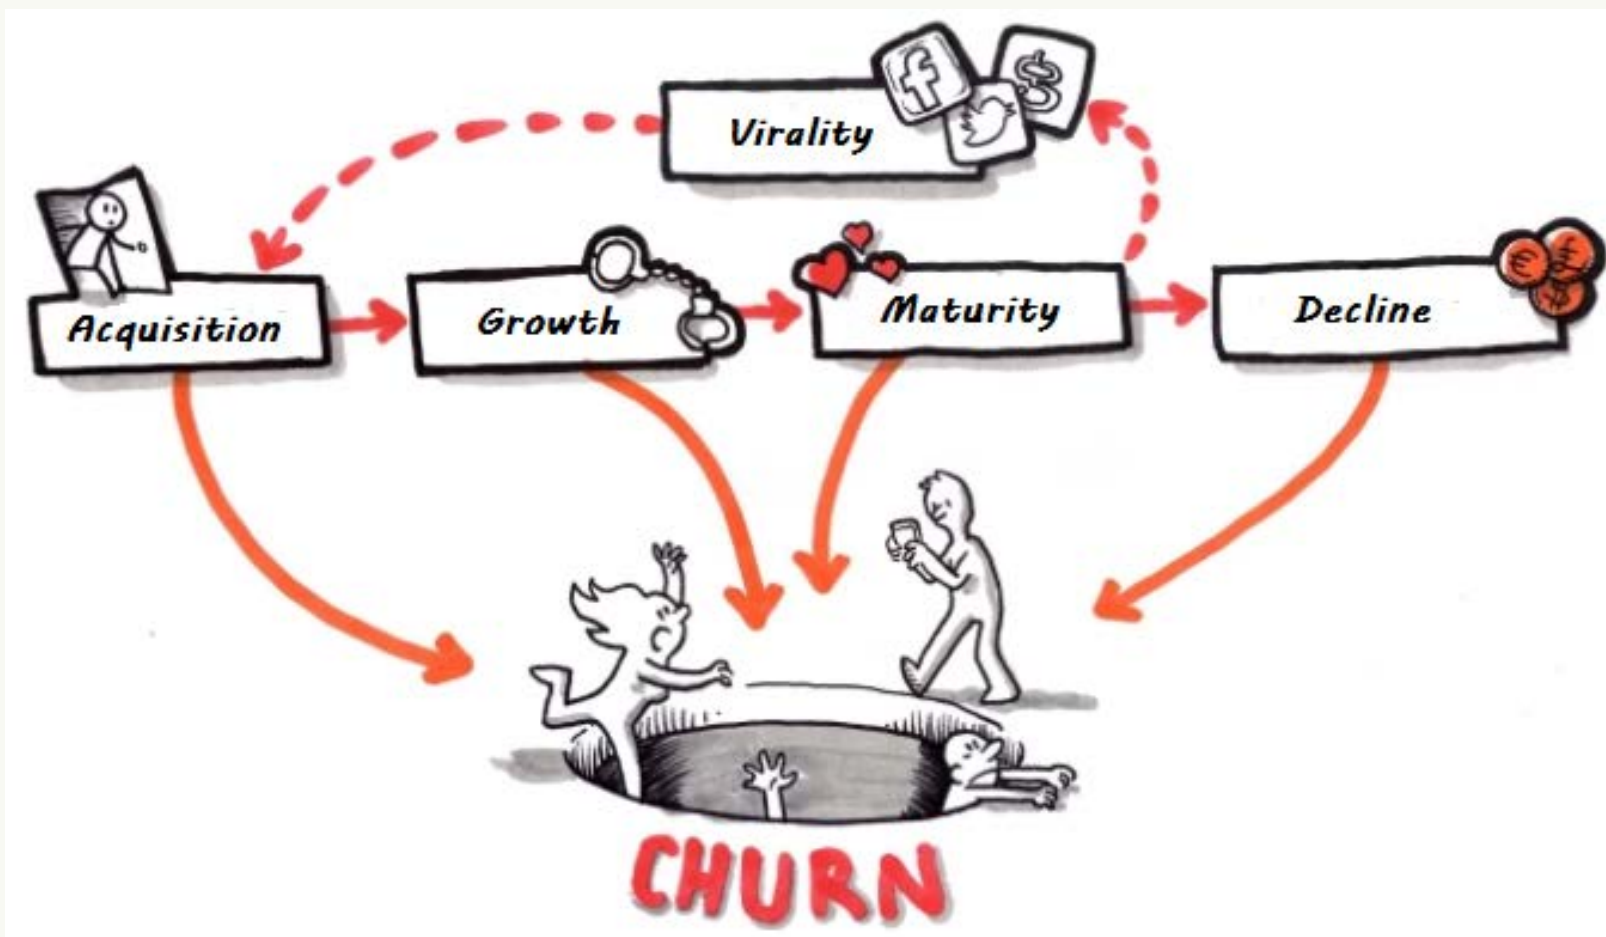 Virality
Acquisition
Growth
Maturity
Decline
CHURN